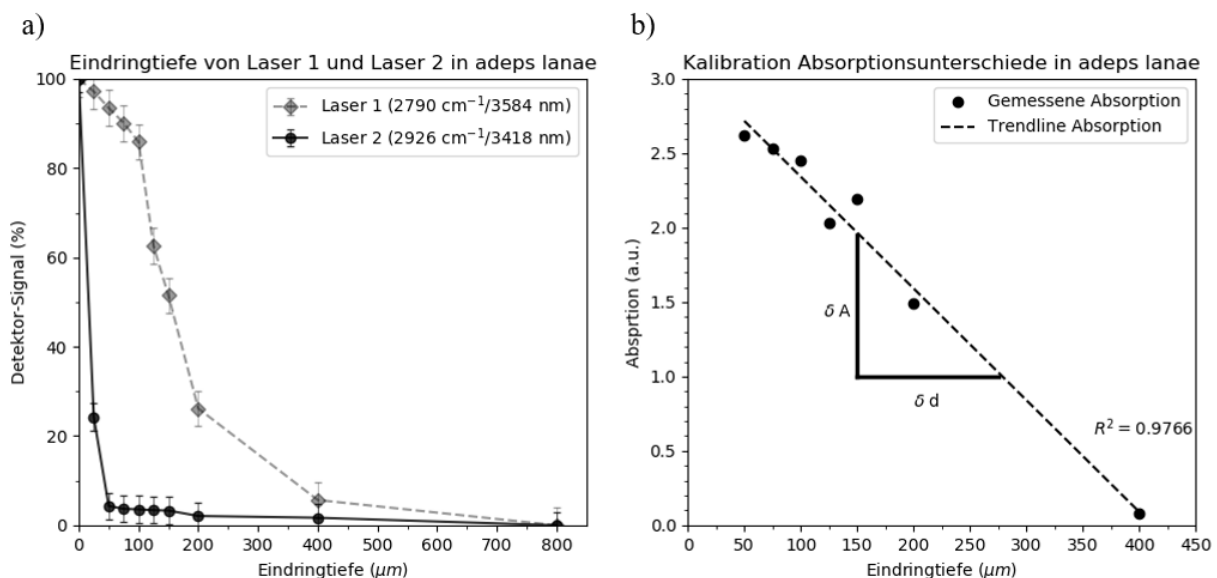 a)
Eindringtiefe von Laser 1 und Laser 2 in adeps lanae
100
80
60
40
20
0
Detektor-Signal (%)
Laser 1 (2790 cm⁻¹/3584 nm)
Laser 2 (2926 cm⁻¹/3418 nm)
0 100 200 300 400 500 600 700 800
Eindringtiefe (μm)
b)
Kalibration Absorptionsunterschiede in adeps lanae
3.0
2.5
2.0
1.5
1.0
0.5
0.0
Absprtion (a.u.)
Gemessene Absorption
Trendline Absorption
δ A
δ d
R² = 0.9766
0 50 100 150 200 250 300 350 400 450
Eindringtiefe (μm)